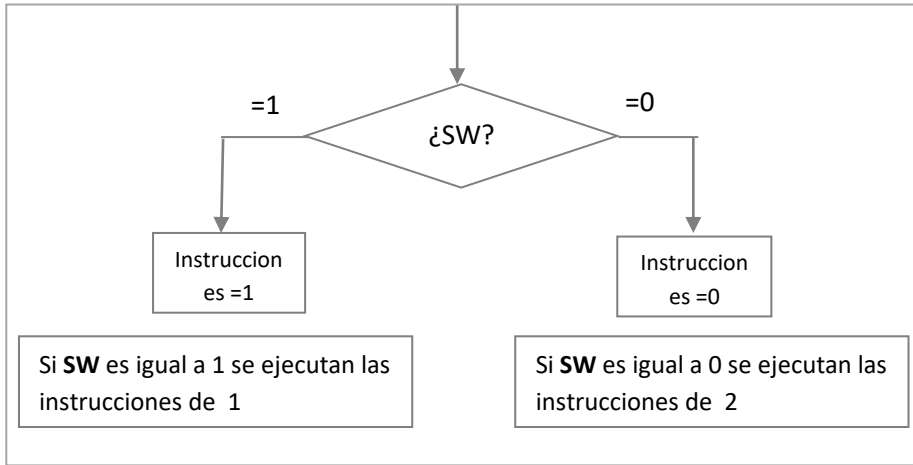 =1
=0
¿SW?
Instruccion
es =1
Instruccion
es =0
Si SW es igual a 1 se ejecutan las
instrucciones de 1
Si SW es igual a 0 se ejecutan las
instrucciones de 2